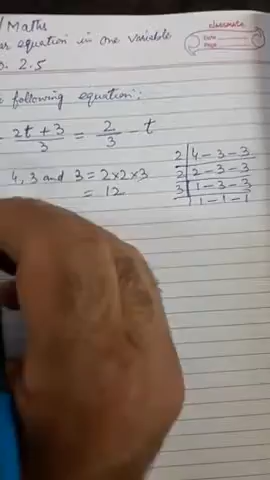 /Maths
classmate
Date
Page
equation in one variable
2.5
following equation:
2t + 3 / 3 = 2 / 3 - t
4, 3 and 3 = 2×2×3
= 12
2 | 4 - 3 - 3
2 | 2 - 3 - 3
3 | 1 - 3 - 3
1 - 1 - 1